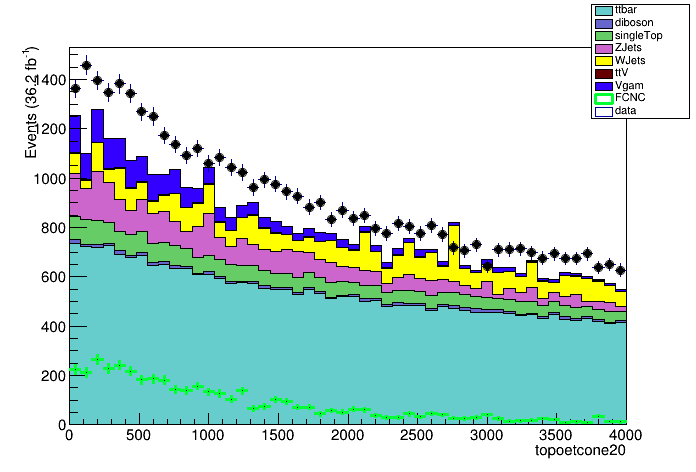 ttbar
diboson
singleTop
ZJets
WJets
ttV
Vgam
FCNC
data
Events (36.2 fb⁻¹)
1400
1200
1000
800
600
400
200
0
0 500 1000 1500 2000 2500 3000 3500 4000
topoetcone20